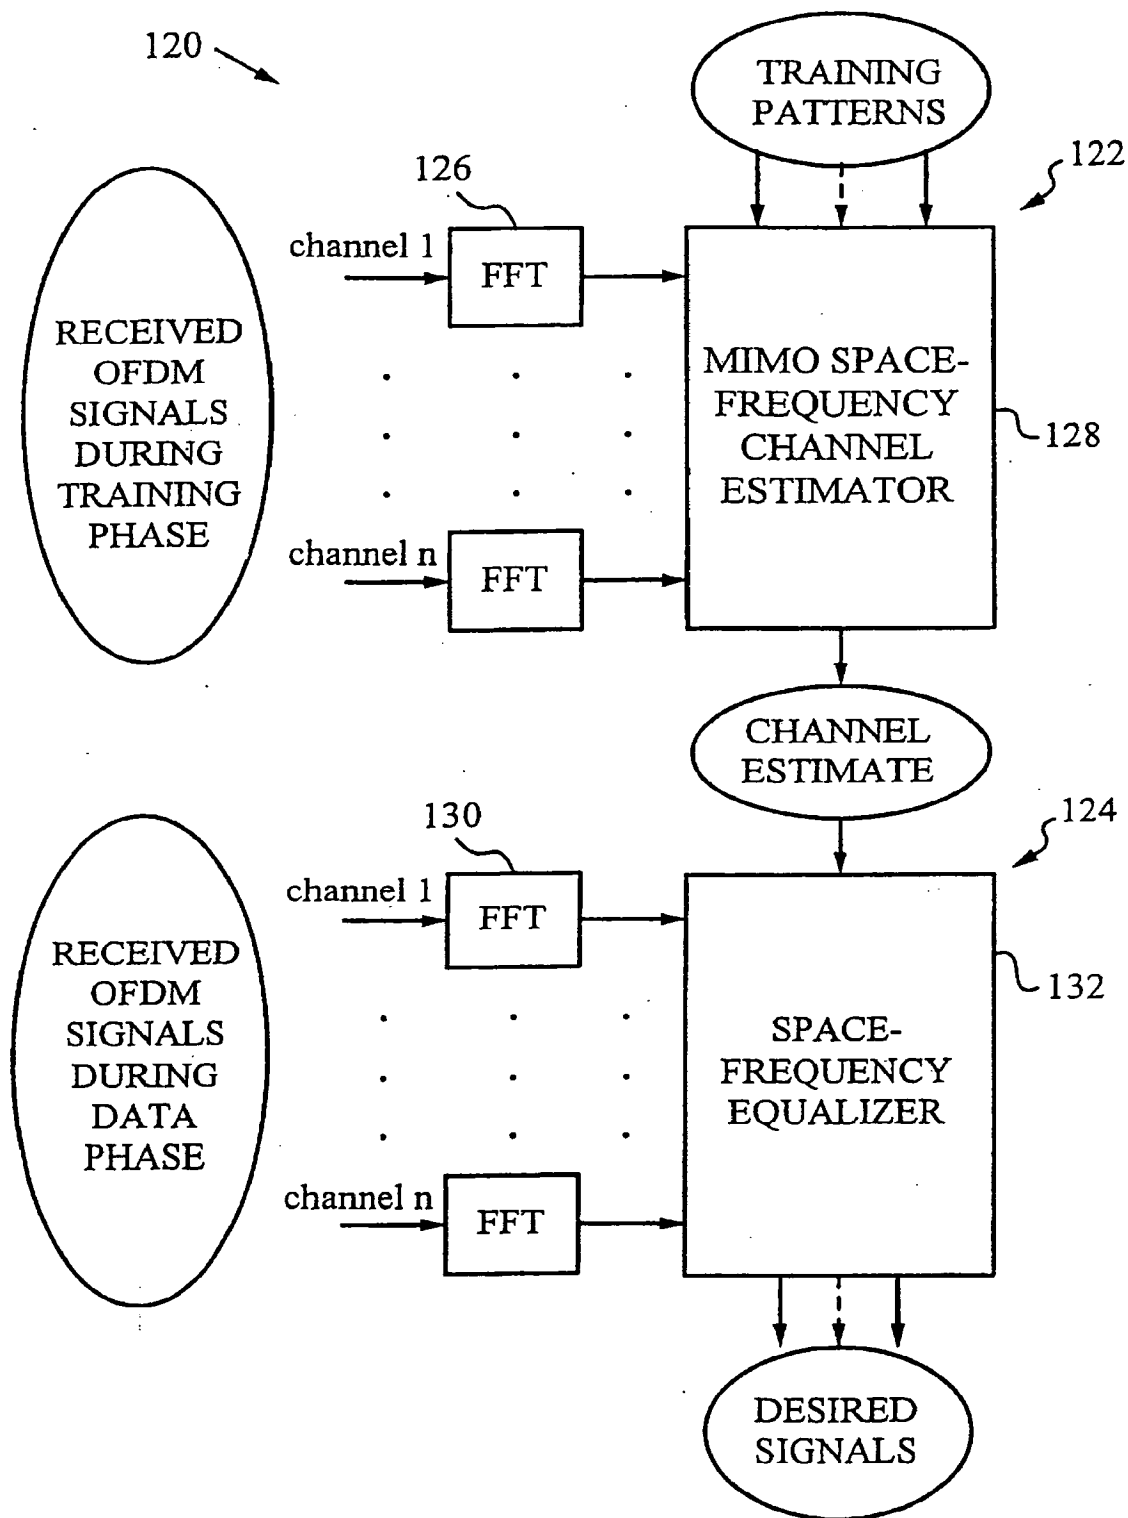 120
TRAINING
PATTERNS
122
126
channel 1
FFT
RECEIVED
OFDM
SIGNALS
DURING
TRAINING
PHASE
MIMO SPACE-
FREQUENCY
CHANNEL
ESTIMATOR
128
channel n
FFT
CHANNEL
ESTIMATE
124
130
channel 1
FFT
RECEIVED
OFDM
SIGNALS
DURING
DATA
PHASE
132
SPACE-
FREQUENCY
EQUALIZER
channel n
FFT
DESIRED
SIGNALS